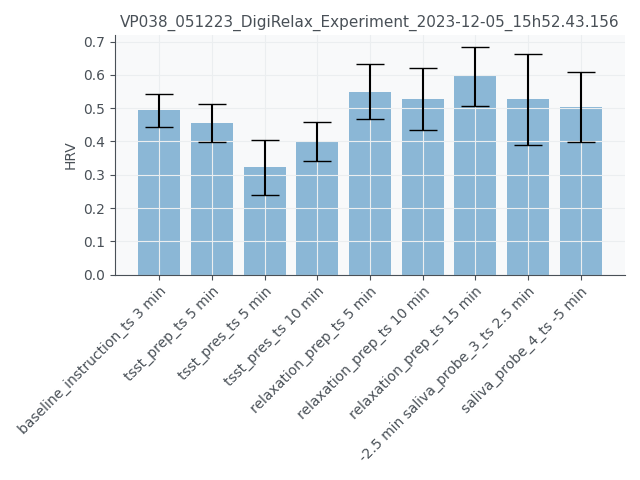 VP038_051223_DigiRelax_Experiment_2023-12-05_15h52.43.156
HRV
0.7
0.6
0.5
0.4
0.3
0.2
0.1
0.0
baseline_instruction_ts 3 min
tsst_prep_ts 5 min
tsst_pres_ts 5 min
tsst_pres_ts 10 min
relaxation_prep_ts 5 min
relaxation_prep_ts 10 min
relaxation_prep_ts 15 min
-2.5 min saliva_probe_3_ts 2.5 min
saliva_probe_4_ts -5 min